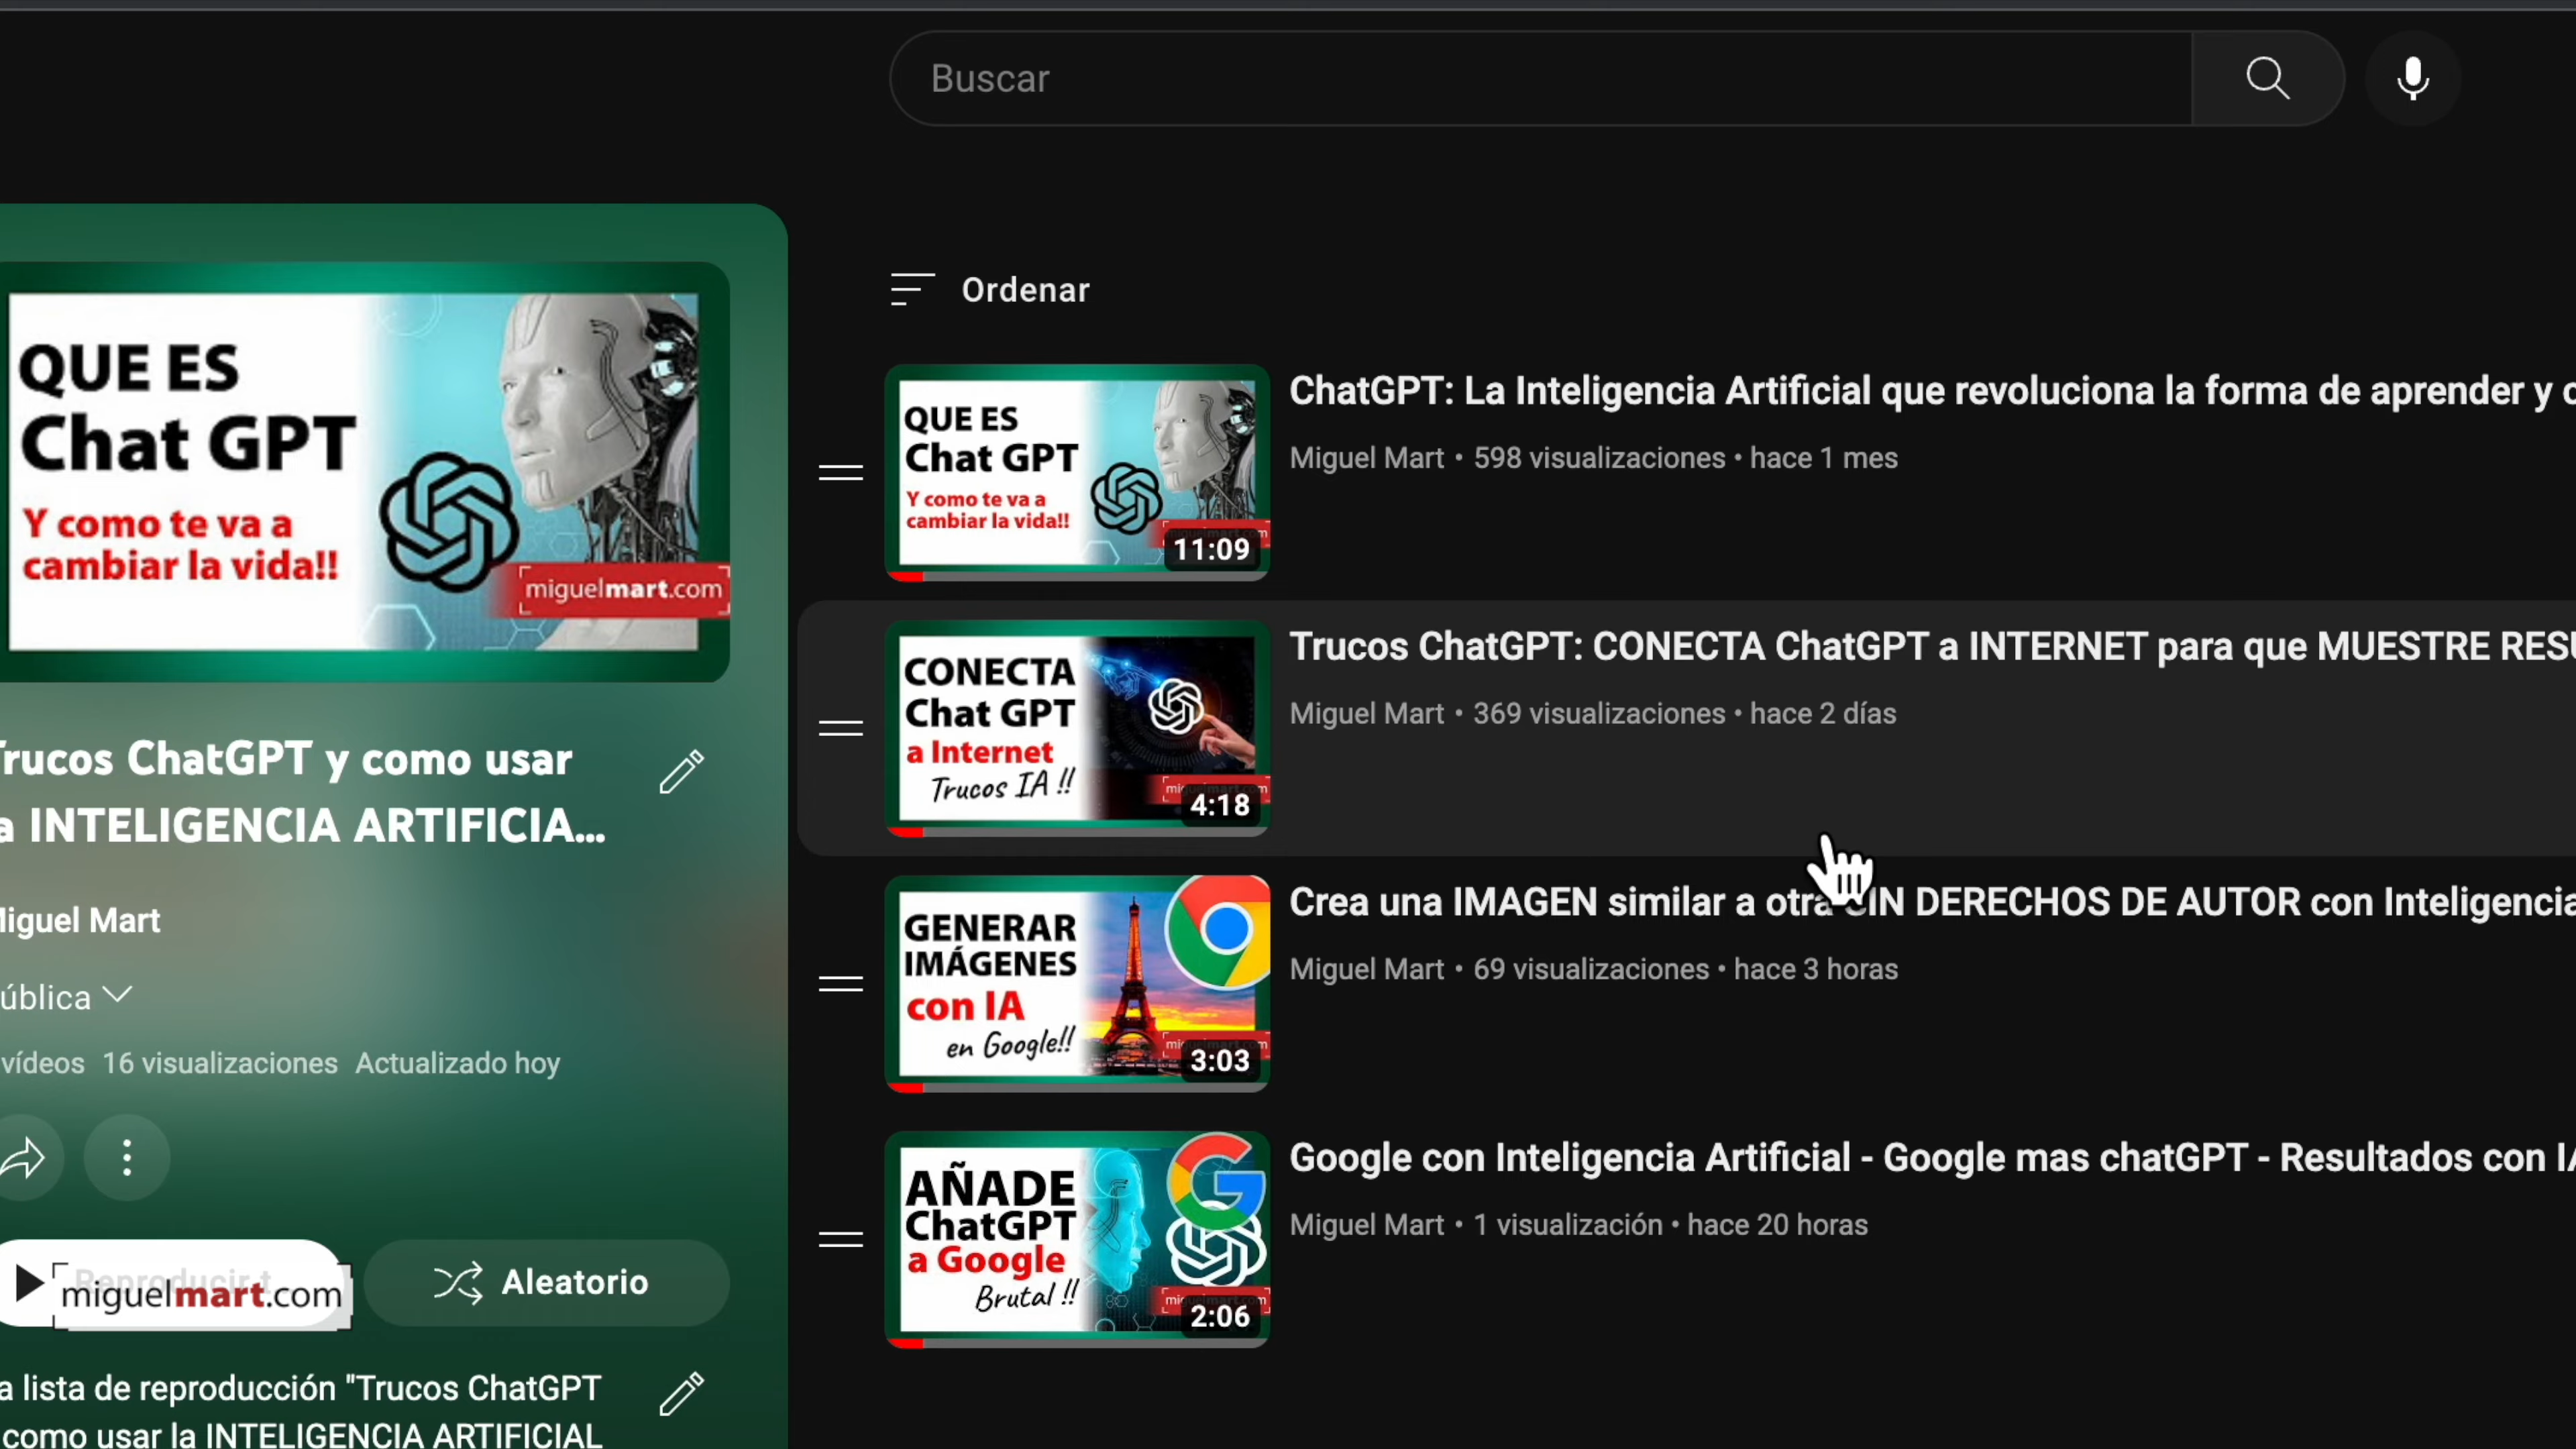 Buscar
QUE ES
Chat GPT
Y como te va a
cambiar la vida!!
miguelmart.com
Trucos ChatGPT y como usar
a INTELIGENCIA ARTIFICIA...
Miguel Mart
ública
vídeos 16 visualizaciones Actualizado hoy
miguelmart.com
Aleatorio
a lista de reproducción "Trucos ChatGPT
como usar la INTELIGENCIA ARTIFICIAL
Ordenar
QUE ES
Chat GPT
Y como te va a
cambiar la vida!!
11:09
ChatGPT: La Inteligencia Artificial que revoluciona la forma de aprender y
Miguel Mart • 598 visualizaciones • hace 1 mes
CONECTA
Chat GPT
a Internet
Trucos IA !!
4:18
Trucos ChatGPT: CONECTA ChatGPT a INTERNET para que MUESTRE RESU
Miguel Mart • 369 visualizaciones • hace 2 días
GENERAR
IMÁGENES
con IA
en Google!!
3:03
Crea una IMAGEN similar a otra SIN DERECHOS DE AUTOR con Inteligencia
Miguel Mart • 69 visualizaciones • hace 3 horas
AÑADE
ChatGPT
a Google
Brutal !!
2:06
Google con Inteligencia Artificial - Google mas chatGPT - Resultados con IA
Miguel Mart • 1 visualización • hace 20 horas